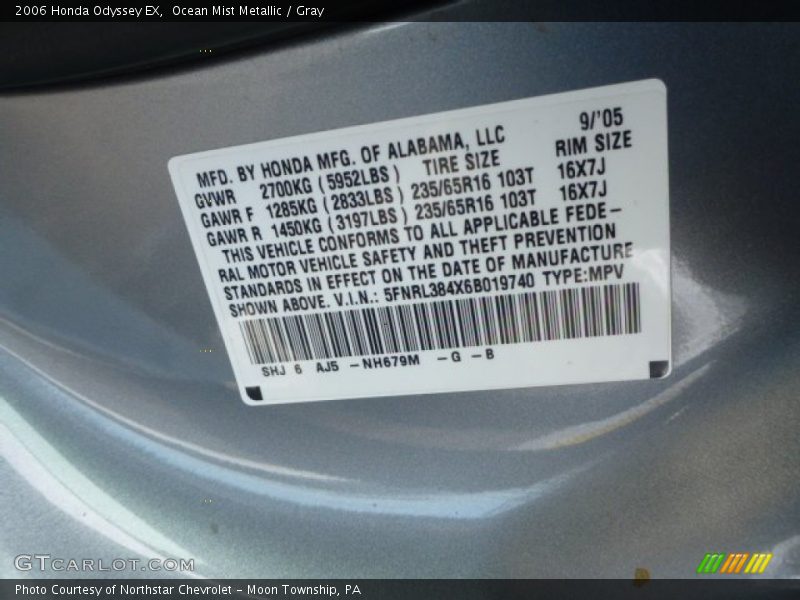 2006 Honda Odyssey EX,  Ocean Mist Metallic / Gray
MFD. BY HONDA MFG. OF ALABAMA, LLC 9/'05
GVWR 2700KG (5952LBS) TIRE SIZE RIM SIZE
GAWR F 1285KG (2833LBS) 235/65R16 103T 16X7J
GAWR R 1450KG (3197LBS) 235/65R16 103T 16X7J
THIS VEHICLE CONFORMS TO ALL APPLICABLE FEDE-
RAL MOTOR VEHICLE SAFETY AND THEFT PREVENTION
STANDARDS IN EFFECT ON THE DATE OF MANUFACTURE
SHOWN ABOVE. V.I.N.: 5FNRL384X6B019740 TYPE:MPV
SHJ 6 AJ5 -NH679M -G -B
GTCARLOT.COM
Photo Courtesy of Northstar Chevrolet - Moon Township, PA